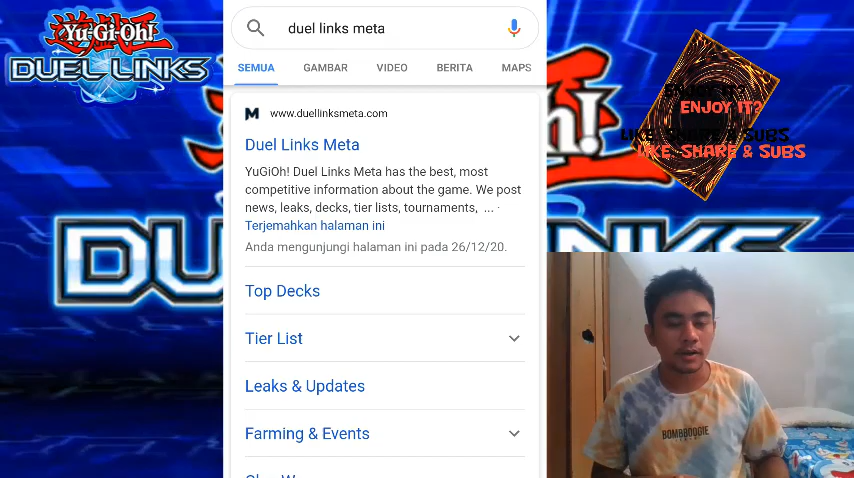 Yu-Gi-Oh!
DUEL LINKS
duel links meta
SEMUA
GAMBAR
VIDEO
BERITA
MAPS
M
www.duellinksmeta.com
Duel Links Meta
YuGiOh! Duel Links Meta has the best, most
competitive information about the game. We post
news, leaks, decks, tier lists, tournaments, ... ·
Terjemahkan halaman ini
Anda mengunjungi halaman ini pada 26/12/20.
Top Decks
Tier List
Leaks & Updates
Farming & Events
ENJOY IT?
LIKE, SHARE & SUBS
BOMBBOOGIE